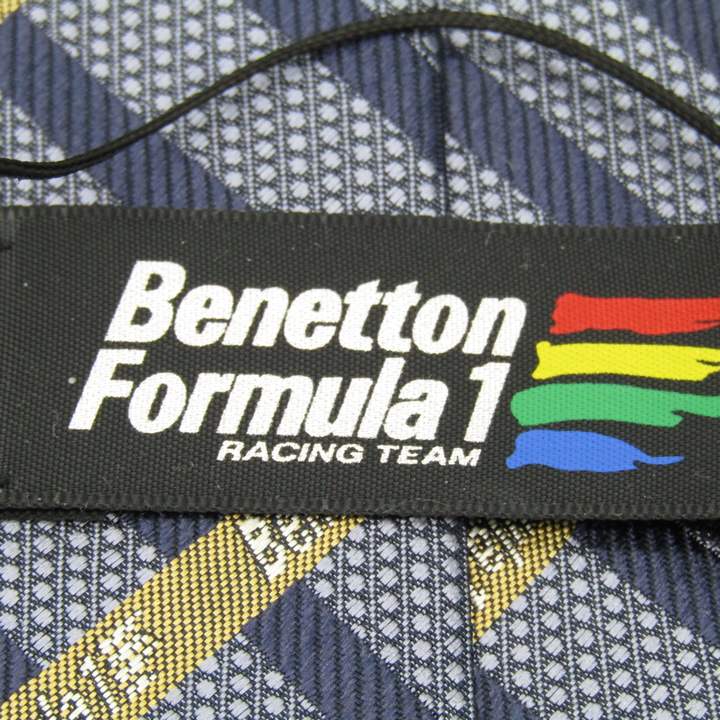 Benetton
Formula 1
RACING TEAM